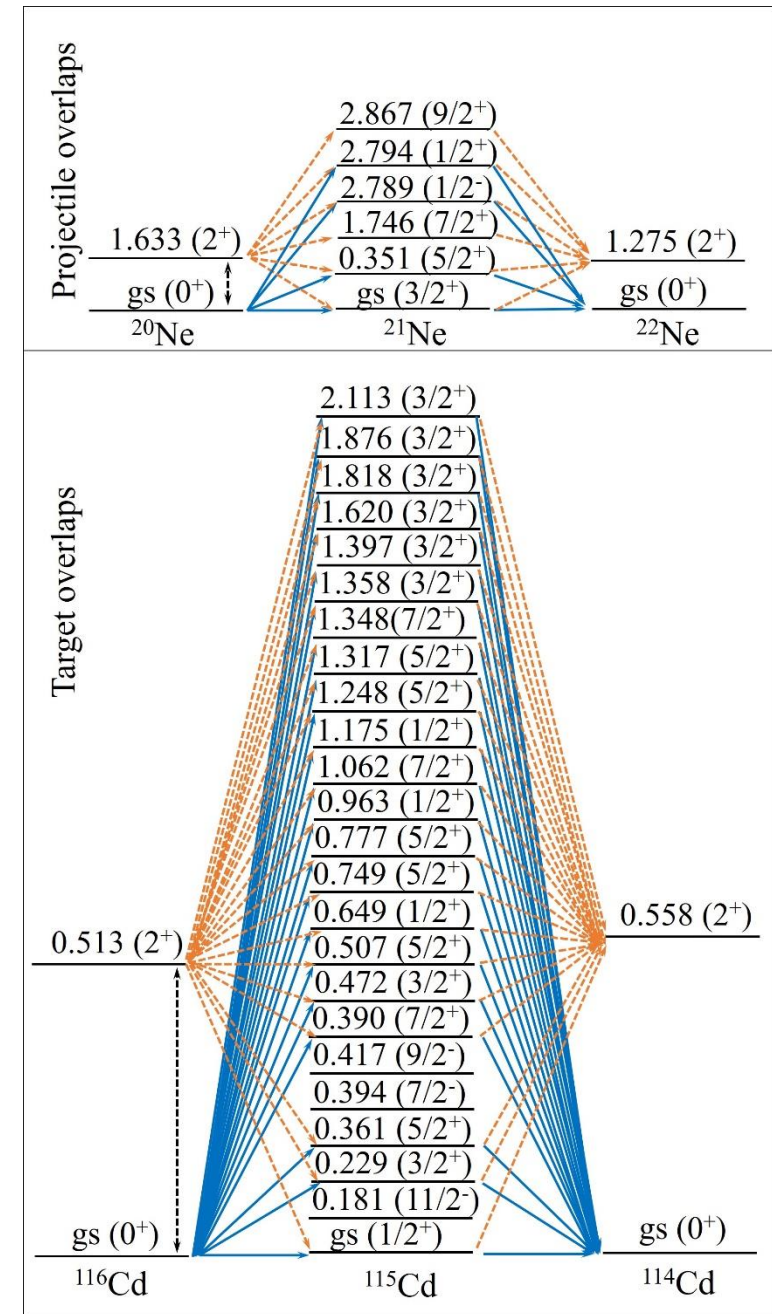 Projectile overlaps
2.867 (9/2⁺)
2.794 (1/2⁺)
2.789 (1/2⁻)
1.633 (2⁺) 1.746 (7/2⁺) 1.275 (2⁺)
0.351 (5/2⁺)
gs (0⁺) gs (3/2⁺) gs (0⁺)
²⁰Ne ²¹Ne ²²Ne
Target overlaps
2.113 (3/2⁺)
1.876 (3/2⁺)
1.818 (3/2⁺)
1.620 (3/2⁺)
1.397 (3/2⁺)
1.358 (3/2⁺)
1.348(7/2⁺)
1.317 (5/2⁺)
1.248 (5/2⁺)
1.175 (1/2⁺)
1.062 (7/2⁺)
0.963 (1/2⁺)
0.777 (5/2⁺)
0.749 (5/2⁺)
0.649 (1/2⁺) 0.558 (2⁺)
0.513 (2⁺) 0.507 (5/2⁺)
0.472 (3/2⁺)
0.390 (7/2⁺)
0.417 (9/2⁻)
0.394 (7/2⁻)
0.361 (5/2⁺)
0.229 (3/2⁺)
0.181 (11/2⁻)
gs (0⁺) gs (1/2⁺) gs (0⁺)
¹¹⁶Cd ¹¹⁵Cd ¹¹⁴Cd